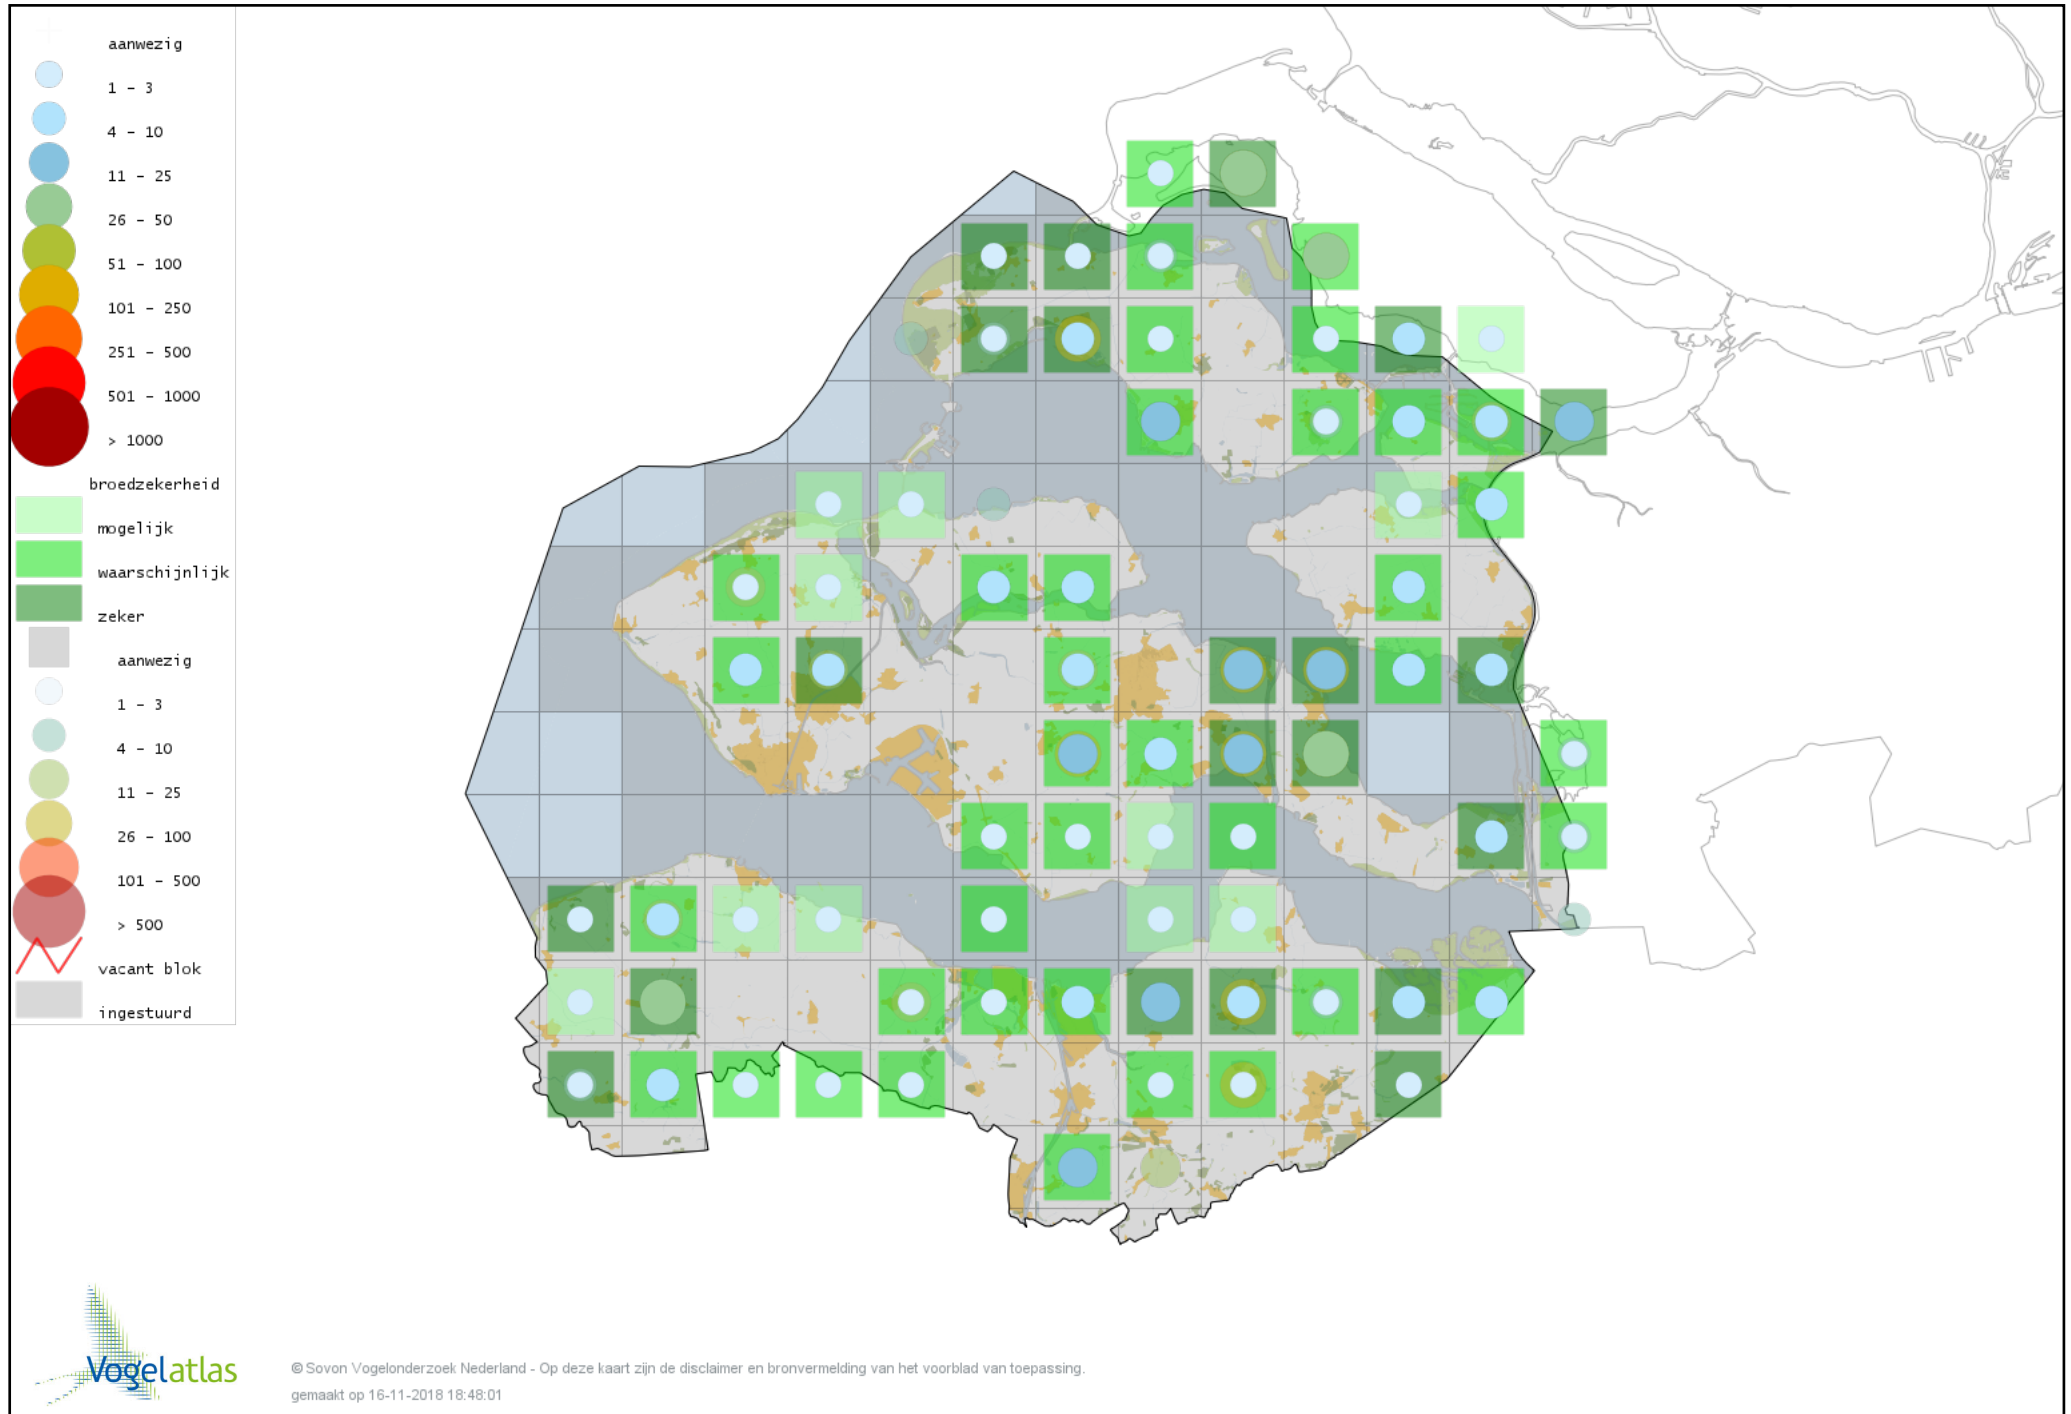 aanwezig
1 - 3
4 - 10
11 - 25
26 - 50
51 - 100
101 - 250
251 - 500
501 - 1000
> 1000
broedzekerheid
mogelijk
waarschijnlijk
zeker
aanwezig
1 - 3
4 - 10
11 - 25
26 - 100
101 - 500
> 500
vacant blok
ingestuurd
Vogelatlas
© Sovon Vogelonderzoek Nederland - Op deze kaart zijn de disclaimer en bronvermelding van het voorblad van toepassing.
gemaakt op 16-11-2018 18:48:01